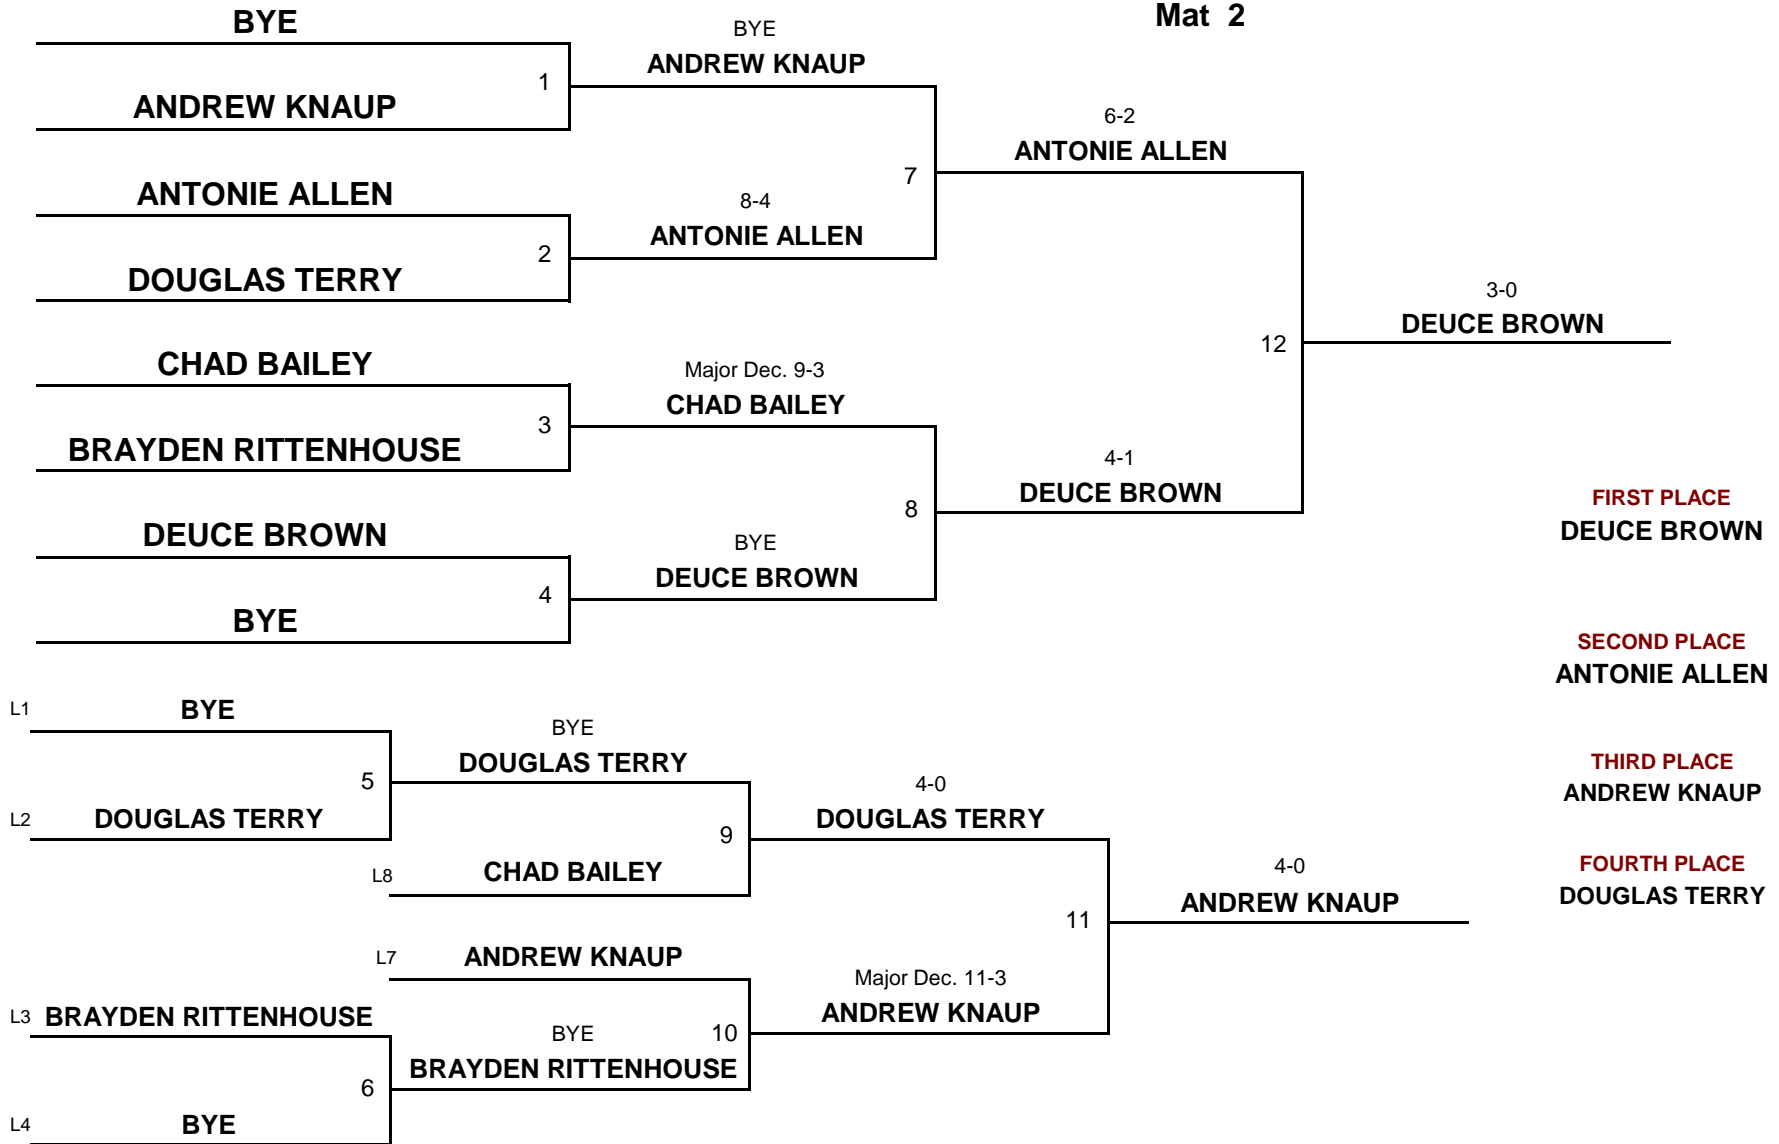 Mat 2
BYE
ANDREW KNAUP
1
BYE
ANDREW KNAUP
ANTONIE ALLEN
DOUGLAS TERRY
2
8-4
ANTONIE ALLEN
7
6-2
ANTONIE ALLEN
CHAD BAILEY
BRAYDEN RITTENHOUSE
3
Major Dec. 9-3
CHAD BAILEY
DEUCE BROWN
BYE
4
BYE
DEUCE BROWN
8
4-1
DEUCE BROWN
12
3-0
DEUCE BROWN
FIRST PLACE
DEUCE BROWN
SECOND PLACE
ANTONIE ALLEN
THIRD PLACE
ANDREW KNAUP
FOURTH PLACE
DOUGLAS TERRY
L1 BYE
L2 DOUGLAS TERRY
5
BYE
DOUGLAS TERRY
L8 CHAD BAILEY
9
4-0
DOUGLAS TERRY
L7 ANDREW KNAUP
L3 BRAYDEN RITTENHOUSE
L4 BYE
6
BYE
BRAYDEN RITTENHOUSE
10
Major Dec. 11-3
ANDREW KNAUP
11
4-0
ANDREW KNAUP